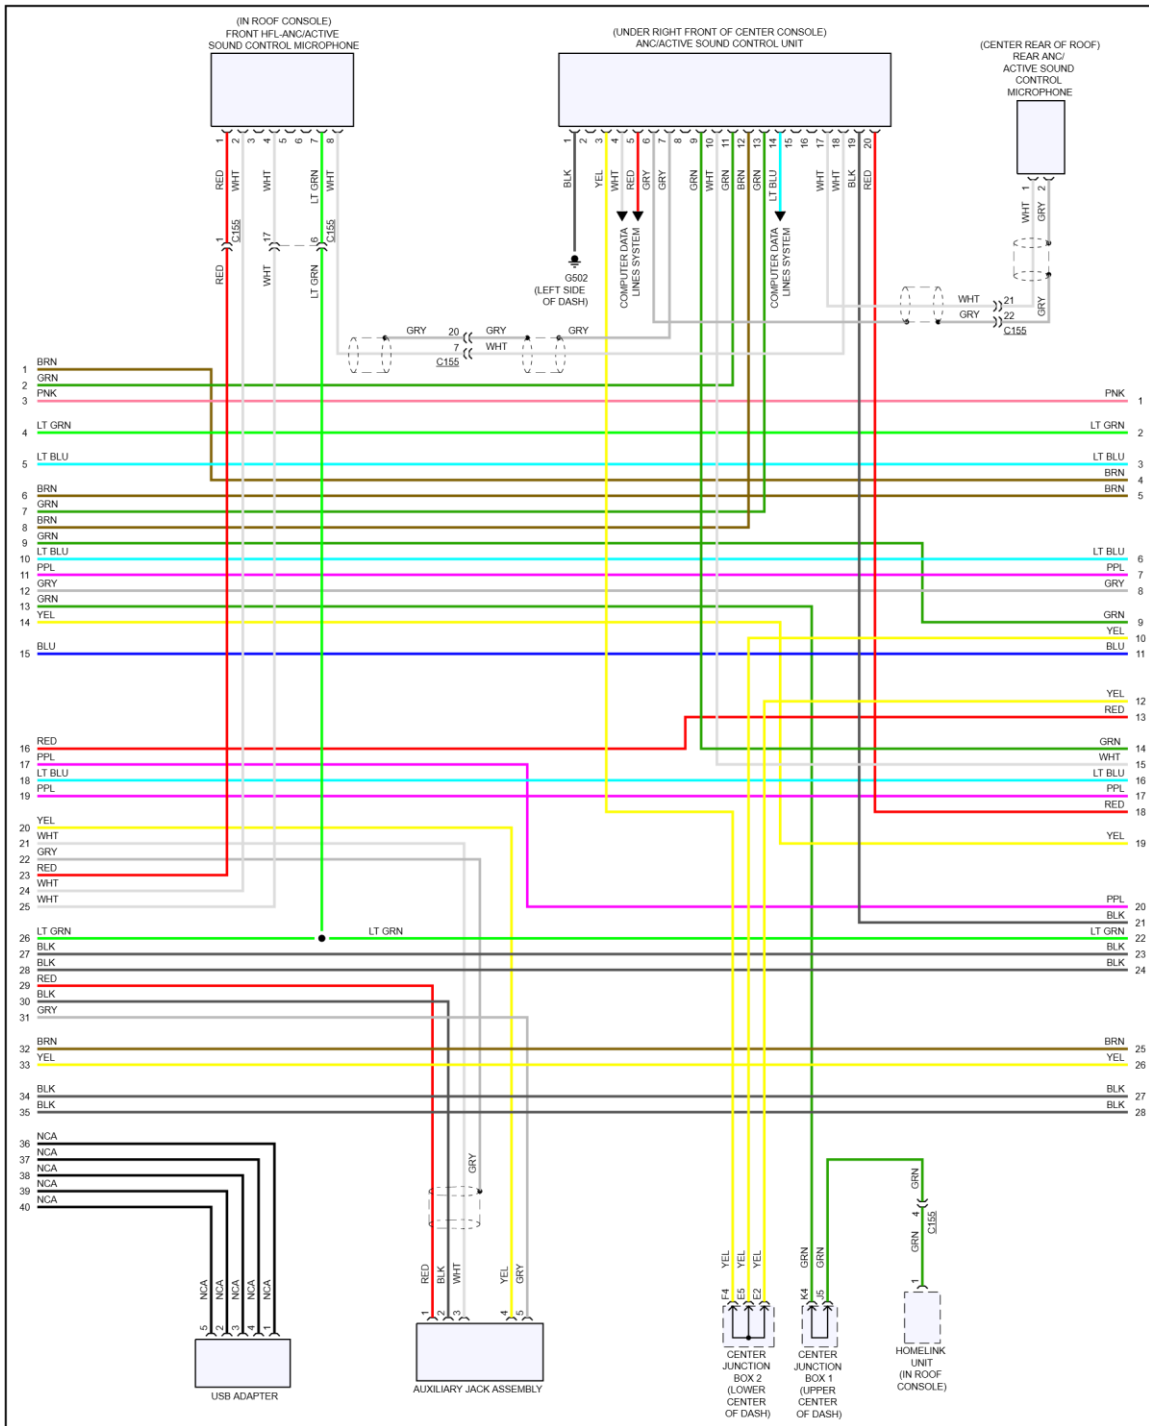 (IN ROOF CONSOLE)
FRONT HFL-ANC/ACTIVE
SOUND CONTROL MICROPHONE
(UNDER RIGHT FRONT OF CENTER CONSOLE)
ANC/ACTIVE SOUND CONTROL UNIT
(CENTER REAR OF ROOF)
REAR ANC/
ACTIVE SOUND
CONTROL
MICROPHONE
1 2 3 4 5 6 7 8
RED WHT WHT LT GRN WHT
1 C155 17 6 C155
RED WHT LT GRN
1 2 3 4 5 6 7 8 9 10 11 12 13 14 15 16 17 18 19 20
BLK YEL WHT RED GRY GRY GRN WHT GRN BRN GRN LT BLU WHT WHT BLK RED
G502
(LEFT SIDE
OF DASH)
COMPUTER DATA
LINES SYSTEM
COMPUTER DATA
LINES SYSTEM
1 2
WHT GRY
WHT 21
GRY 22 GRY
C155
GRY 20 GRY GRY
7 WHT
C155
1 BRN
2 GRN
3 PNK PNK 1
4 LT GRN LT GRN 2
5 LT BLU LT BLU 3
BRN 4
6 BRN BRN 5
7 GRN
8 BRN
9 GRN
10 LT BLU LT BLU 6
11 PPL PPL 7
12 GRY GRY 8
13 GRN
14 YEL GRN 9
YEL 10
15 BLU BLU 11
YEL 12
RED 13
16 RED GRN 14
17 PPL WHT 15
18 LT BLU LT BLU 16
19 PPL PPL 17
RED 18
20 YEL
21 WHT YEL 19
22 GRY
23 RED
24 WHT
25 WHT PPL 20
BLK 21
26 LT GRN LT GRN LT GRN 22
27 BLK BLK 23
28 BLK BLK 24
29 RED
30 BLK
31 GRY
32 BRN BRN 25
33 YEL YEL 26
34 BLK BLK 27
35 BLK BLK 28
36 NCA
37 NCA
38 NCA
39 NCA
40 NCA
GRY
GRN
4 C155
GRN
NCA NCA NCA NCA NCA
5 2 3 4 1
USB ADAPTER
RED BLK WHT YEL GRY
1 2 3 4 5
AUXILIARY JACK ASSEMBLY
YEL YEL YEL
F4 E5 E2
CENTER
JUNCTION
BOX 2
(LOWER
CENTER
OF DASH)
GRN GRN
K4 J5
CENTER
JUNCTION
BOX 1
(UPPER
CENTER
OF DASH)
1
HOMELINK
UNIT
(IN ROOF
CONSOLE)